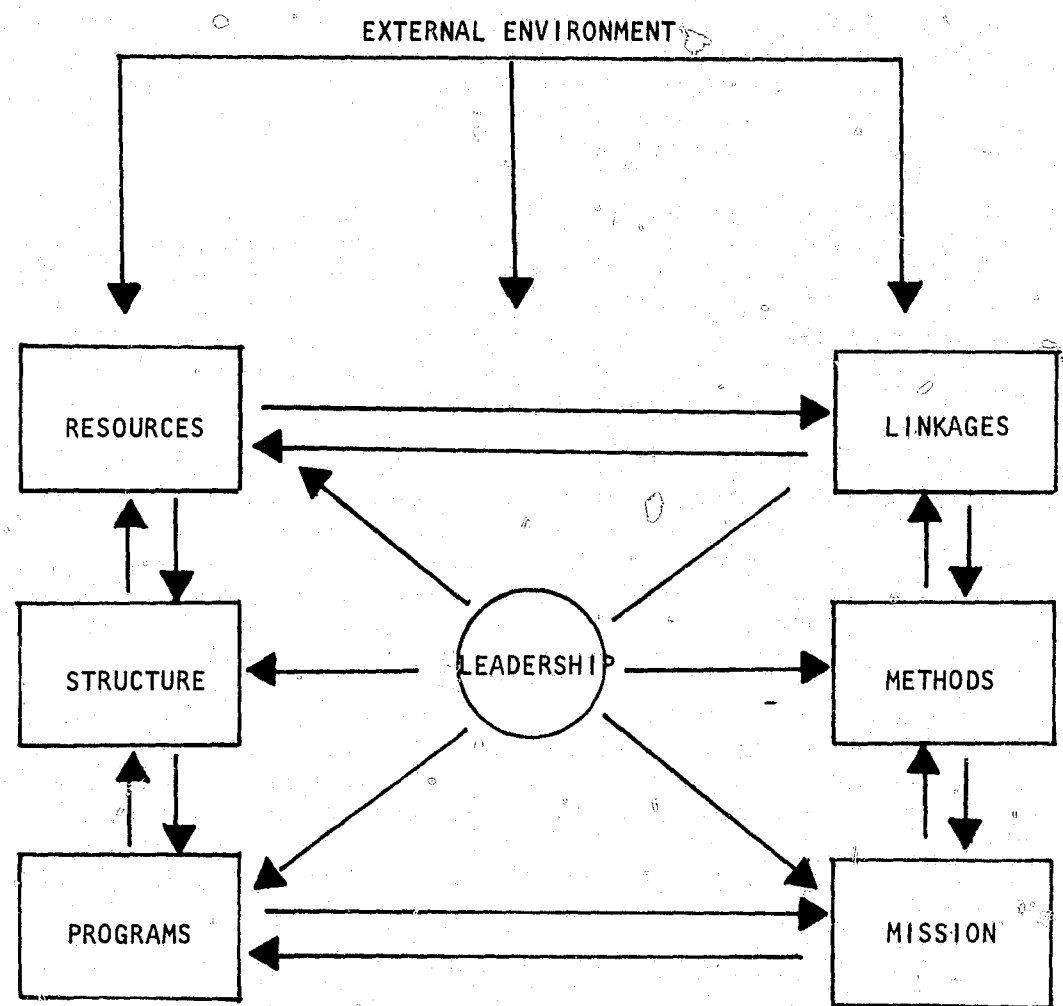 EXTERNAL ENVIRONMENT
RESOURCES
LINKAGES
STRUCTURE
LEADERSHIP
METHODS
PROGRAMS
MISSION